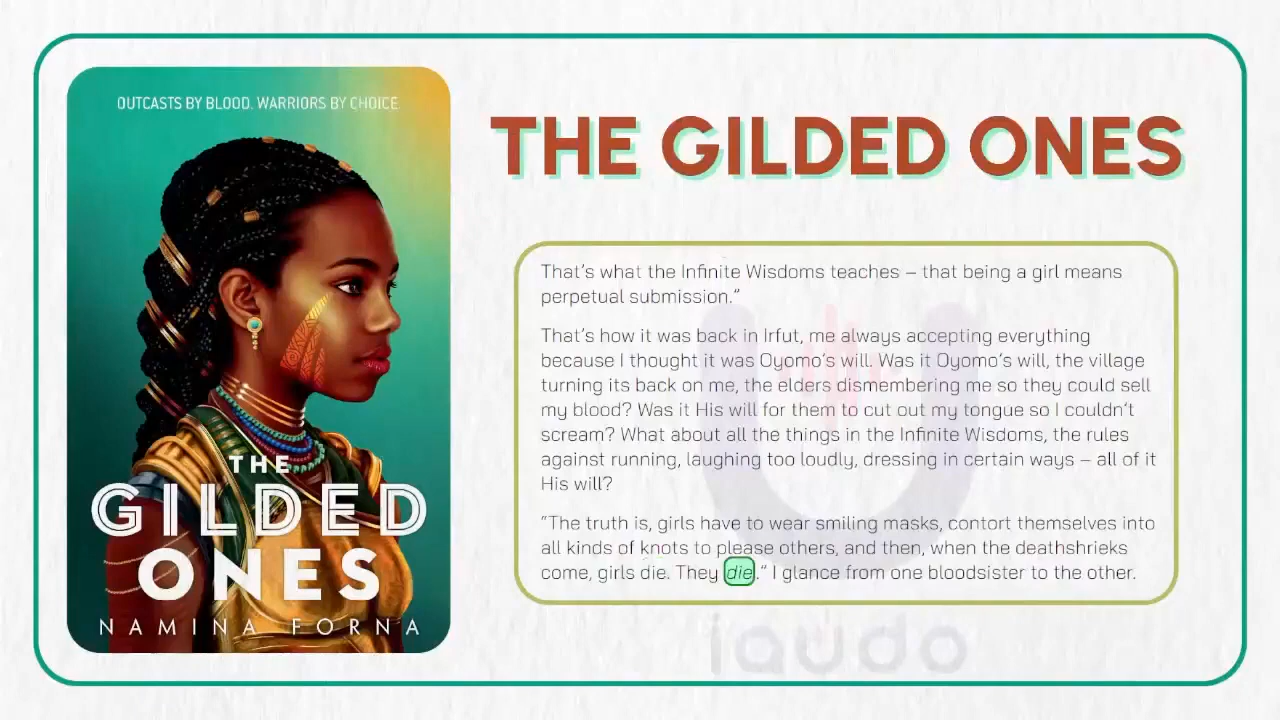 OUTCASTS BY BLOOD. WARRIORS BY CHOICE.
THE
GILDED
ONES
NAMINA FORNA
THE GILDED ONES
That's what the Infinite Wisdoms teaches – that being a girl means
perpetual submission.”
That's how it was back in Irfut, me always accepting everything
because I thought it was Oyomo's will. Was it Oyomo's will, the village
turning its back on me, the elders dismembering me so they could sell
my blood? Was it His will for them to cut out my tongue so I couldn't
scream? What about all the things in the Infinite Wisdoms, the rules
against running, laughing too loudly, dressing in certain ways – all of it
His will?
“The truth is, girls have to wear smiling masks, contort themselves into
all kinds of knots to please others, and then, when the deathshrieks
come, girls die. They die.“ I glance from one bloodsister to the other.
iaudo